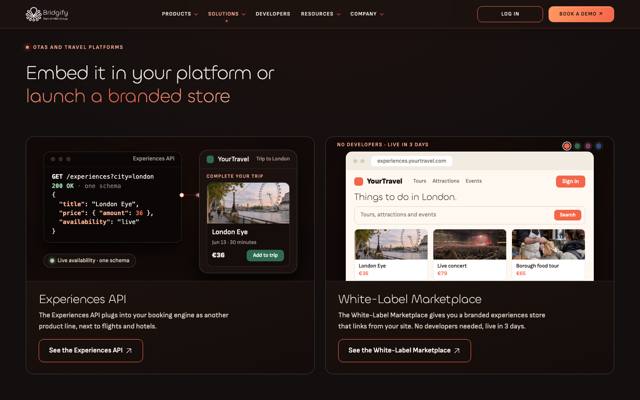 Bridgify
PRODUCTS
SOLUTIONS
DEVELOPERS
RESOURCES
COMPANY
LOG IN
BOOK A DEMO ↗
OTAS AND TRAVEL PLATFORMS
Embed it in your platform or
launch a branded store
Experiences API
GET /experiences?city=london
200 OK · one schema
{
"title": "London Eye",
"price": { "amount": 36 },
"availability": "live"
}
Live availability · one schema
YourTravel
Trip to London
COMPLETE YOUR TRIP
London Eye
Jun 13 · 30 minutes
€36
Add to trip
Experiences API
The Experiences API plugs into your booking engine as another
product line, next to flights and hotels.
See the Experiences API ↗
NO DEVELOPERS · LIVE IN 3 DAYS
experiences.yourtravel.com
YourTravel
Tours
Attractions
Events
Sign in
Things to do in London.
Tours, attractions and events
Search
London Eye
€36
Live concert
€79
Borough food tour
€65
White-Label Marketplace
The White-Label Marketplace gives you a branded experiences store
that links from your site. No developers needed, live in 3 days.
See the White-Label Marketplace ↗